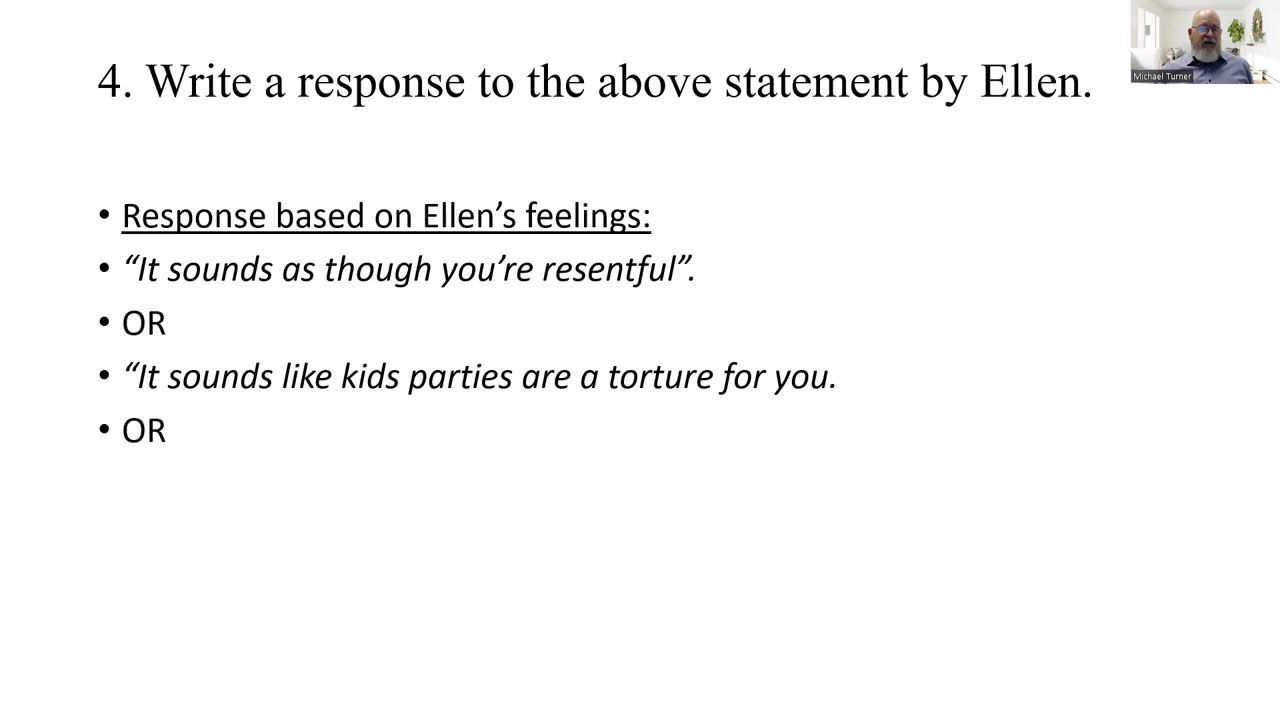 4. Write a response to the above statement by Ellen.
Michael Turner
• Response based on Ellen’s feelings:
• “It sounds as though you’re resentful”.
• OR
• “It sounds like kids parties are a torture for you.
• OR